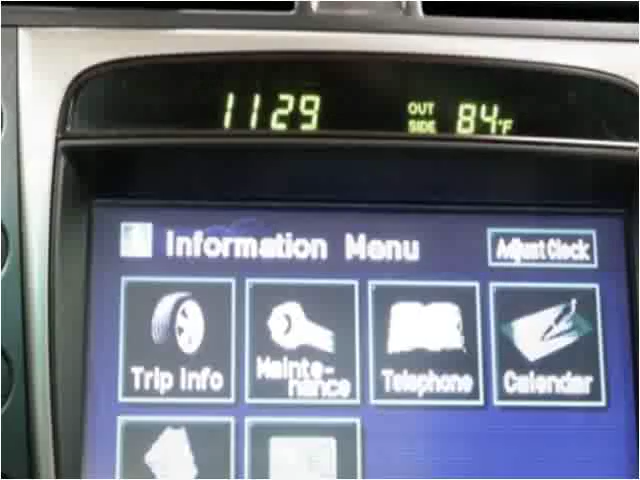 1129 OUT SIDE 84°F
Information Menu Adjust Clock
Trip Info Mainte- nance Telephone Calendar